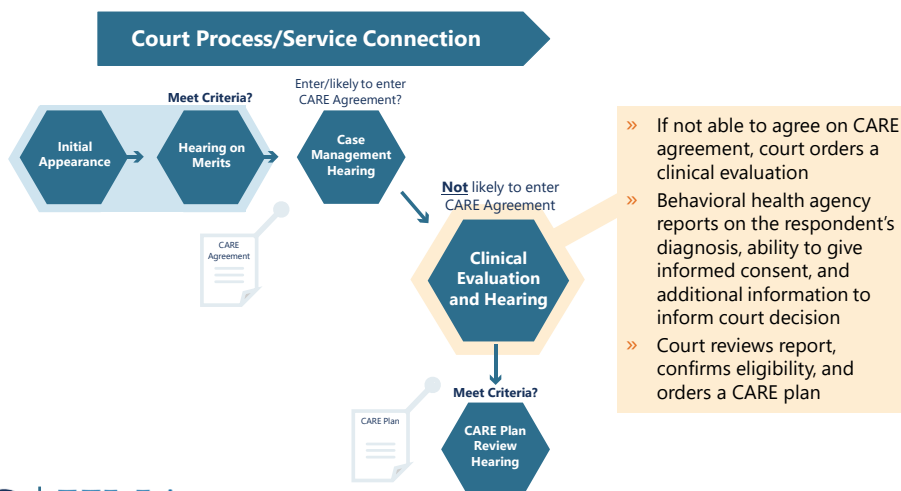 Court Process/Service Connection
Enter/likely to enter
CARE Agreement?
Meet Criteria?
Initial
Appearance
Hearing on
Merits
Case
Management
Hearing
CARE
Agreement
Not likely to enter
CARE Agreement
Clinical
Evaluation
and Hearing
Meet Criteria?
CARE Plan
CARE Plan
Review
Hearing
» If not able to agree on CARE
agreement, court orders a
clinical evaluation
» Behavioral health agency
reports on the respondent's
diagnosis, ability to give
informed consent, and
additional information to
inform court decision
» Court reviews report,
confirms eligibility, and
orders a CARE plan